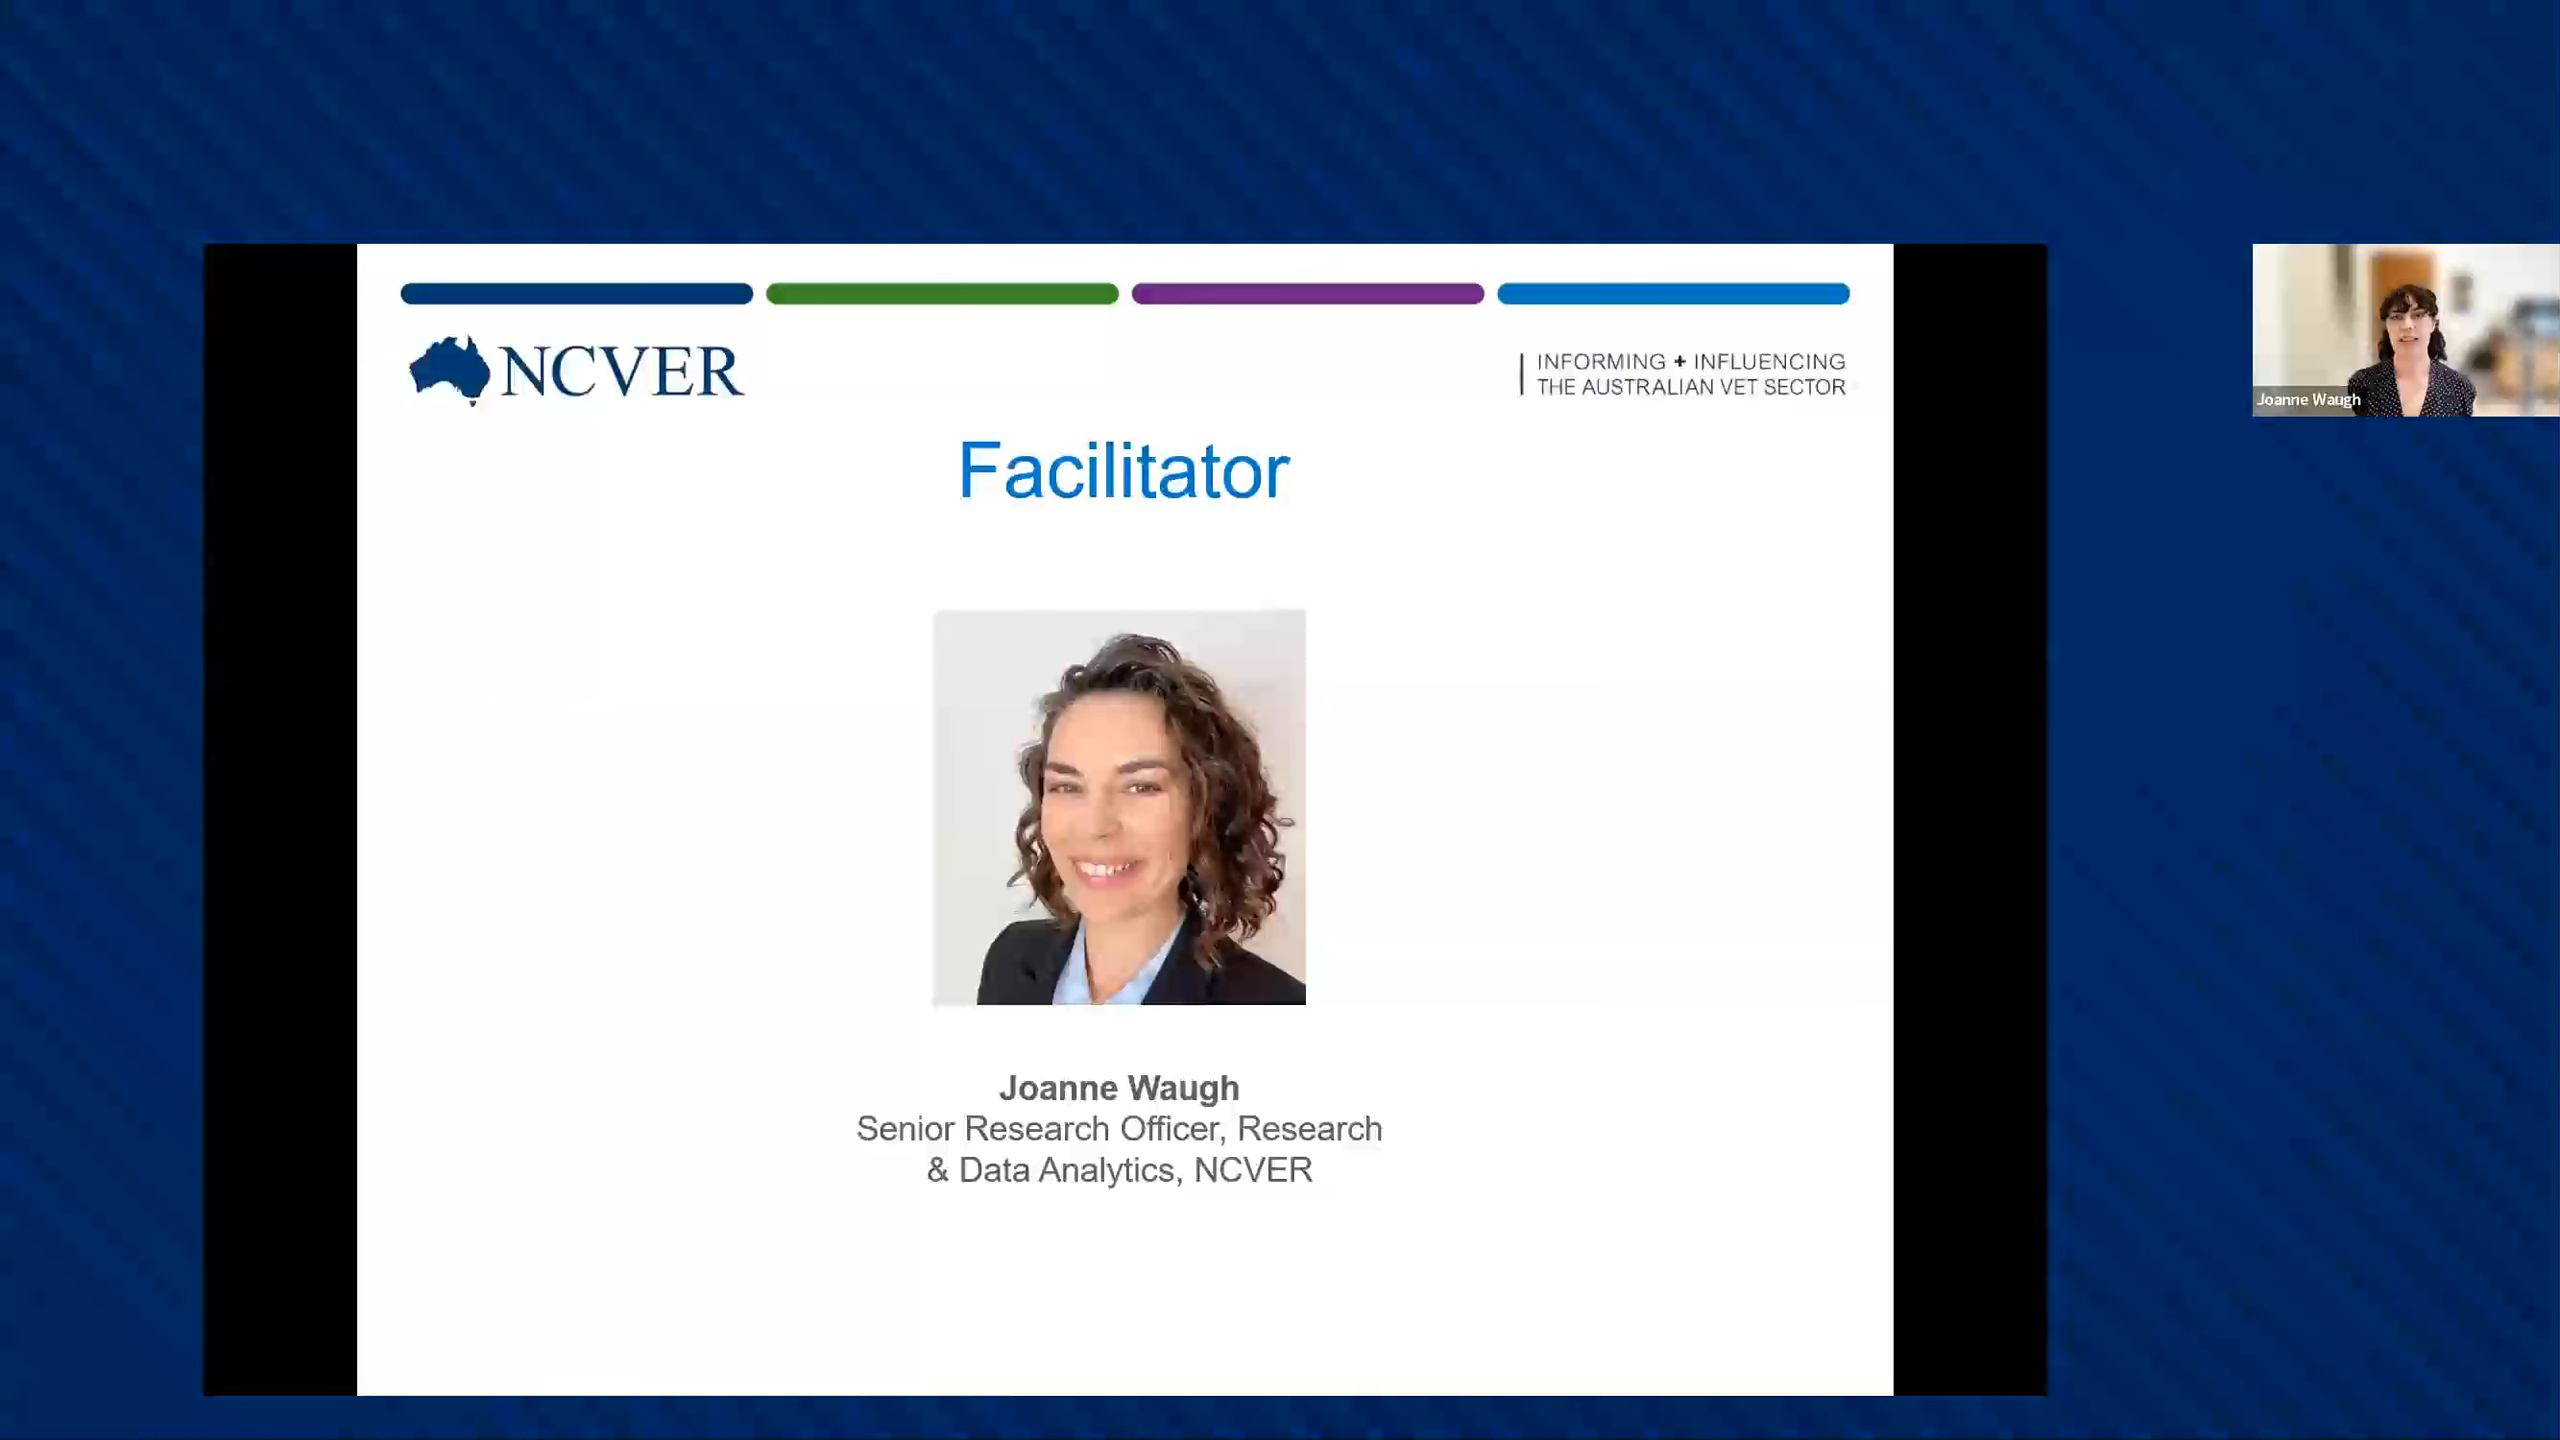 NCVER
INFORMING + INFLUENCING
THE AUSTRALIAN VET SECTOR
Facilitator
Joanne Waugh
Senior Research Officer, Research
& Data Analytics, NCVER
Joanne Waugh